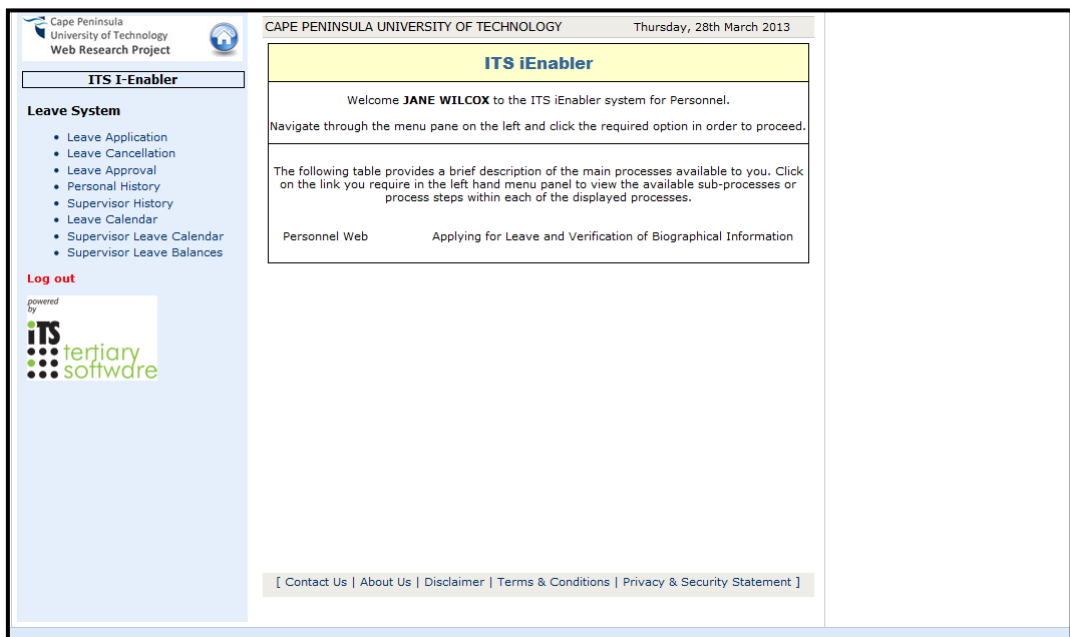 Cape Peninsula
University of Technology
Web Research Project
ITS I-Enabler
Leave System
Leave Application
Leave Cancellation
Leave Approval
Personal History
Supervisor History
Leave Calendar
Supervisor Leave Calendar
Supervisor Leave Balances
Log out
powered
by
iTS
tertiary
software
CAPE PENINSULA UNIVERSITY OF TECHNOLOGY Thursday, 28th March 2013
ITS iEnabler
Welcome JANE WILCOX to the ITS iEnabler system for Personnel.
Navigate through the menu pane on the left and click the required option in order to proceed.
The following table provides a brief description of the main processes available to you. Click
on the link you require in the left hand menu panel to view the available sub-processes or
process steps within each of the displayed processes.
Personnel Web Applying for Leave and Verification of Biographical Information
[ Contact Us | About Us | Disclaimer | Terms & Conditions | Privacy & Security Statement ]